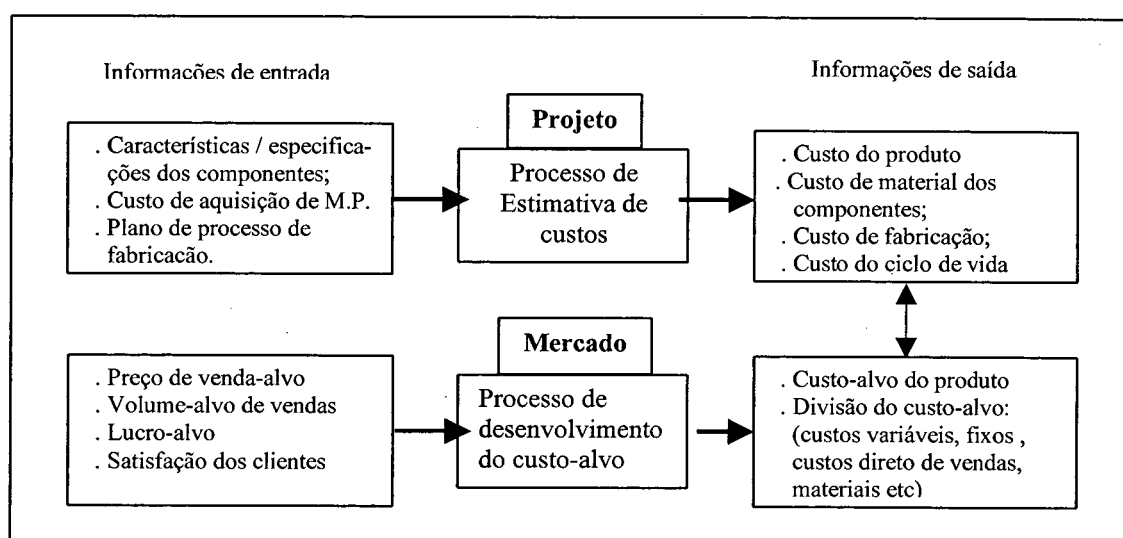 Informações de entrada
Informações de saída
Projeto
. Características / especifica-
ções dos componentes;
. Custo de aquisição de M.P.
. Plano de processo de
fabricacão.
Processo de
Estimativa de
custos
. Custo do produto
. Custo de material dos
componentes;
. Custo de fabricação;
. Custo do ciclo de vida
Mercado
. Preço de venda-alvo
. Volume-alvo de vendas
. Lucro-alvo
. Satisfação dos clientes
Processo de
desenvolvimento
do custo-alvo
. Custo-alvo do produto
. Divisão do custo-alvo:
(custos variáveis, fixos ,
custos direto de vendas,
materiais etc)